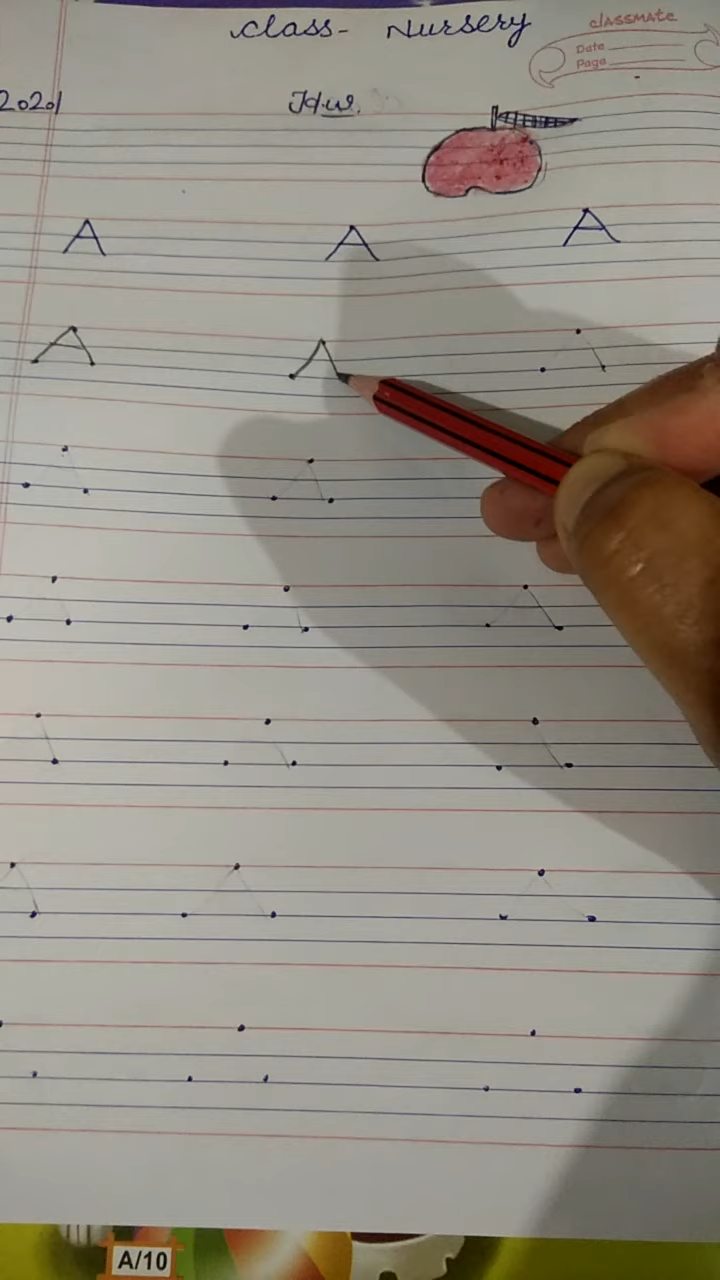 Class- Nursery
classmate
Date
Page
2020/ H.w.
A A A
A
A/10